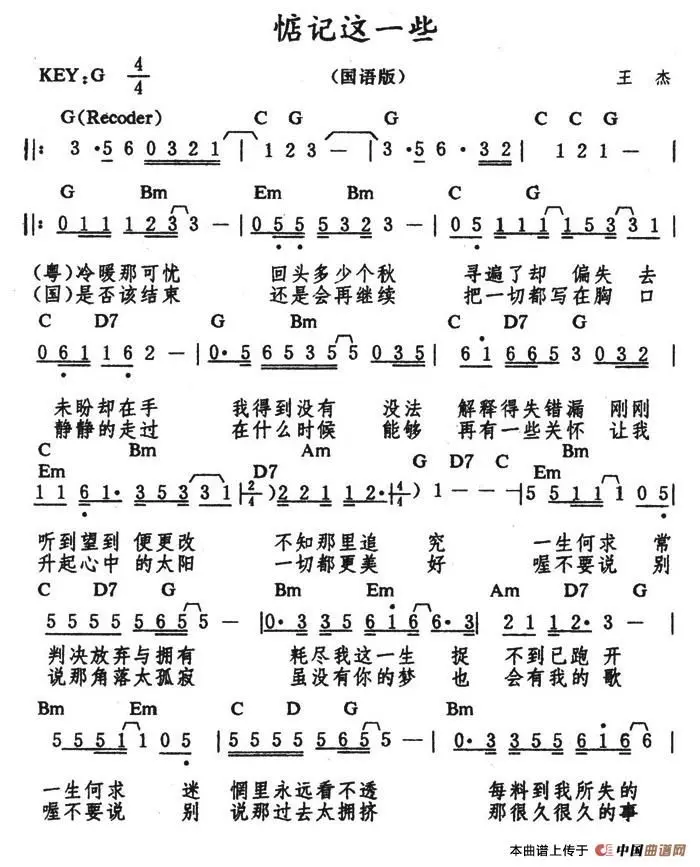 惦记这一些
KEY:G 4/4 （国语版） 王 杰
G(Recoder) C G G C C G
‖: 3 ·5 6 0 3 2 1 | 1 2 3 — | 3 ·5 6 · 3 2 | 1 2 1 — |
G Bm Em Bm C G
‖: 0 1 1 1 2 3 3 — | 0 5 5 5 3 2 3 — | 0 5 1 1 1 1 5 3 3 1 |
（粤）冷暖那可忧 回头多少个秋 寻遍了却 偏失 去
（国）是否该结束 还是会再继续 把一切都写在胸 口
C D7 G Bm C D7 G
0 6 1 1 6 2 — | 0· 5 6 5 3 5 5 0 3 5 | 6 i 6 6 5 3 0 3 2 |
未盼却在手 我得到没有 没法 解释得失错漏 刚刚
静静的走过 在什么时候 能够 再有一些关怀 让我
C Bm Am G D7 C Bm
Em D7 Em
1 1 6 1· 3 5 3 3 1 | 2/4 ) 2 2 1 1 2· | 4/4 ) 1 - - - | 5 5 1 1 1 0 5 |
听到望到 便更改 不知那里追 究 一生何求 常
升起心中 的太阳 一切都更美 好 喔不要说 别
C D7 G Bm Em Am D7 G
5 5 5 5 5 6 5 5 — | 0· 3 3 5 6 i 6 6· 3 | 2 1 1 2· 3 — |
判决放弃与拥有 耗尽我这一生 捉 不到已跑开
说那角落太孤寂 虽没有你的梦 也 会有我的歌
Bm Em C D G Bm
5 5 5 1 1 0 5 | 5 5 5 5 5 6 5 5 — | 0· 3 3 5 5 6 i 6 6 |
一生何求 迷 惘里永远看不透 每料到我所失的
喔不要说 别 说那过去太拥挤 那很久很久的事
本曲谱上传于 中国曲谱网